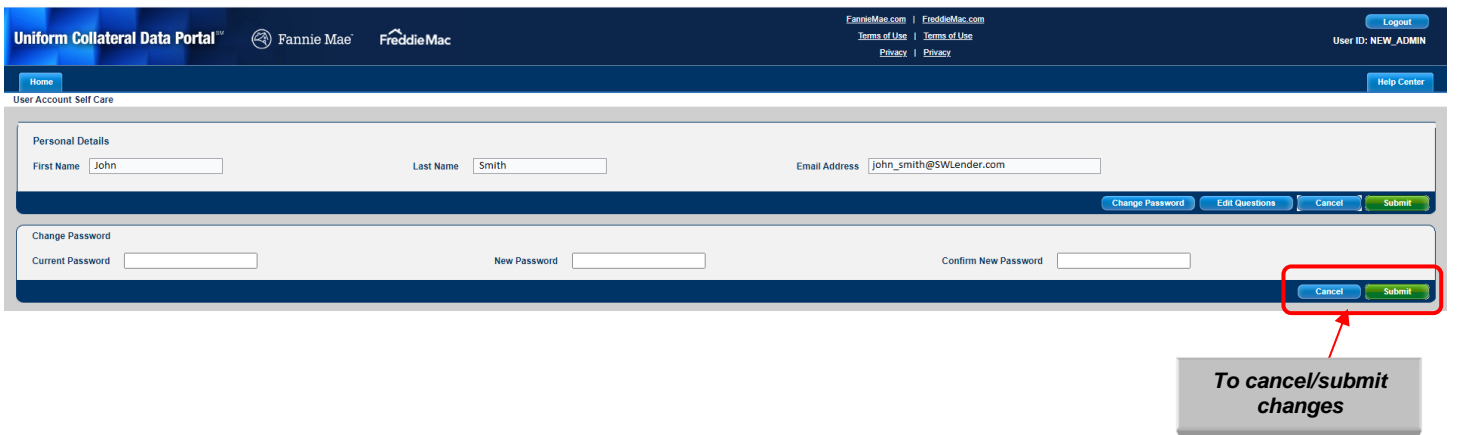 FannieMae.com | FreddieMac.com
Logout
Uniform Collateral Data Portal℠ Fannie Mae® Freddie Mac
Terms of Use | Terms of Use
User ID: NEW_ADMIN
Privacy | Privacy
Home
Help Center
User Account Self Care
Personal Details
First Name John Last Name Smith Email Address john_smith@SWLender.com
Change Password Edit Questions Cancel Submit
Change Password
Current Password New Password Confirm New Password
Cancel Submit
To cancel/submit
changes